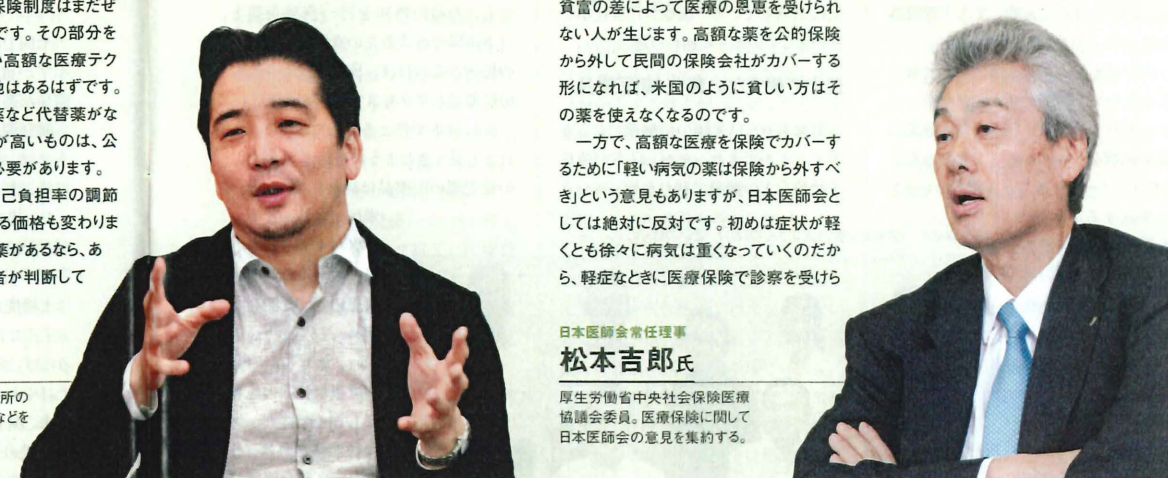 保険制度はまだぜ
です。その部分を
い高額な医療テク
地はあるはずです。
薬など代替薬がな
が高いものは、公
必要があります。
己負担率の調節
る価格も変わりま
薬があるなら、あ
者が判断して
所の
などを
貧富の差によって医療の恩恵を受けられ
ない人が生じます。高額な薬を公的保険
から外して民間の保険会社がカバーする
形になれば、米国のように貧しい方はそ
の薬を使えなくなるのです。
一方で、高額な医療を保険でカバーす
るために「軽い病気の薬は保険から外すべ
き」という意見もありますが、日本医師会と
しては絶対に反対です。初めは症状が軽
くとも徐々に病気は重くなっていくのだか
ら、軽症なときに医療保険で診察を受けら
日本医師会常任理事
松本吉郎氏
厚生労働省中央社会保険医療
協議会委員。医療保険に関して
日本医師会の意見を集約する。